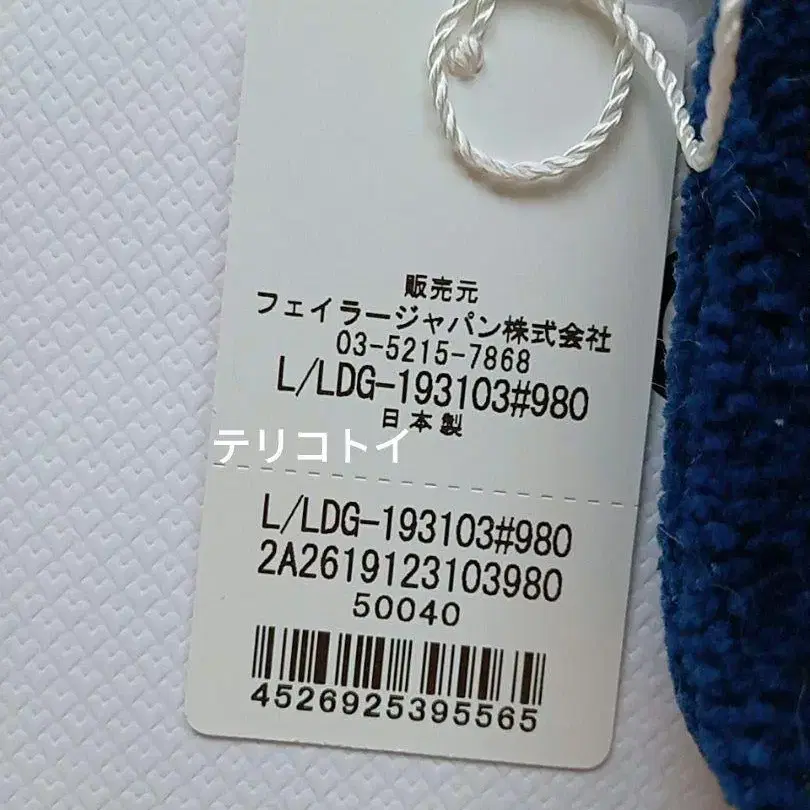 販売元
フェイラージャパン株式会社
03-5215-7868
L/LDG-193103#980
日本製
テリコトイ
L/LDG-193103#980
2A2619123103980
50040
4526925395565